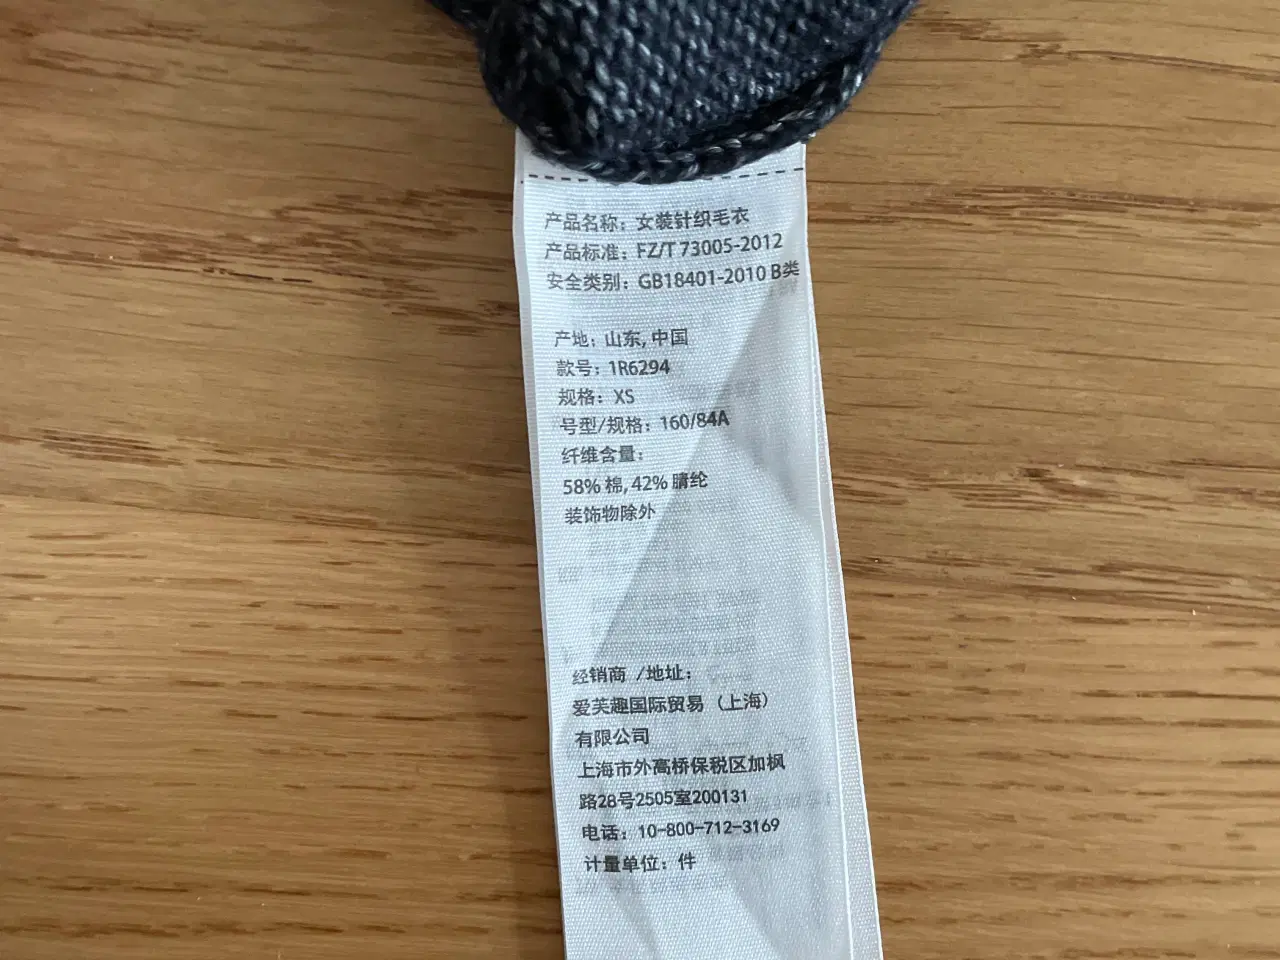 产品名称：女装针织毛衣
产品标准：FZ/T 73005-2012
安全类别：GB18401-2010 B类
产地：山东, 中国
款号：1R6294
规格：XS
号型/规格：160/84A
纤维含量：
58% 棉, 42% 腈纶
装饰物除外
经销商 /地址：
爱芙趣国际贸易（上海）
有限公司
上海市外高桥保税区加枫
路28号2505室200131
电话：10-800-712-3169
计量单位：件